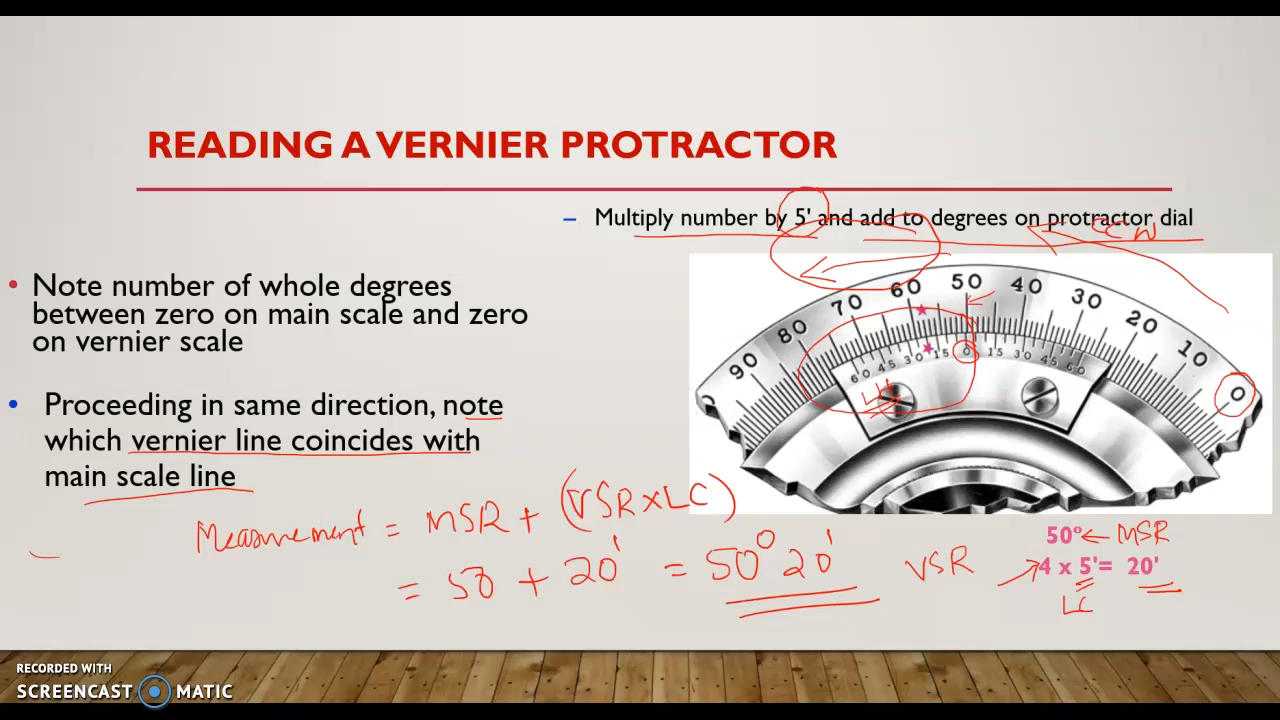 READING A VERNIER PROTRACTOR
– Multiply number by 5' and add to degrees on protractor dial
CCW
• Note number of whole degrees
between zero on main scale and zero
on vernier scale
• Proceeding in same direction, note
which vernier line coincides with
main scale line
90 80 70 60 50 40 30 20 10 0
60 45 30 15 0 15 30 45 60
Measurement = MSR + (VSR X LC)
= 50 + 20' = 50° 20'
50° ← MSR
VSR → 4 x 5'= 20'
LC
RECORDED WITH
SCREENCAST MATIC